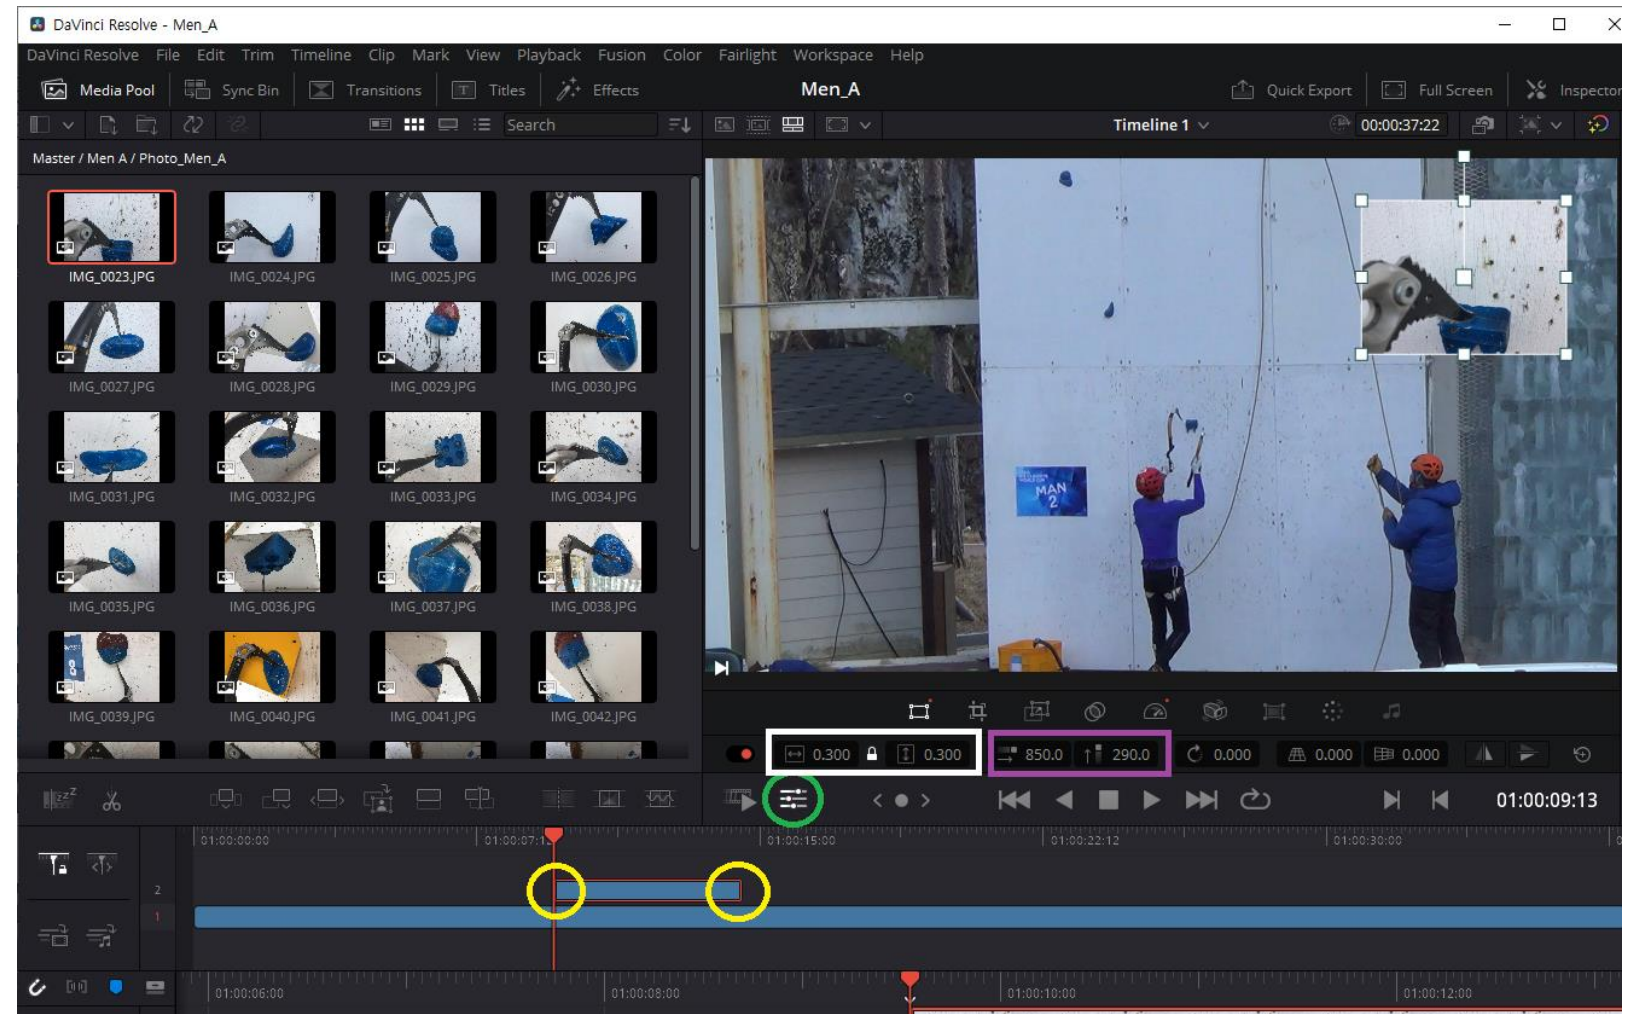 DaVinci Resolve - Men_A
DaVinci Resolve File Edit Trim Timeline Clip Mark View Playback Fusion Color Fairlight Workspace Help
Media Pool Sync Bin Transitions T Titles Effects Men_A Quick Export Full Screen Inspector
Search Timeline 1 00:00:37:22
Master / Men A / Photo_Men_A
IMG_0023.JPG IMG_0024.JPG IMG_0025.JPG IMG_0026.JPG
IMG_0027.JPG IMG_0028.JPG IMG_0029.JPG IMG_0030.JPG
IMG_0031.JPG IMG_0032.JPG IMG_0033.JPG IMG_0034.JPG
IMG_0035.JPG IMG_0036.JPG IMG_0037.JPG IMG_0038.JPG
IMG_0039.JPG IMG_0040.JPG IMG_0041.JPG IMG_0042.JPG
MAN
2
0.300 0.300 850.0 290.0 0.000 0.000 0.000
zzZ 01:00:09:13
01:00:00:00 01:00:07:1 01:00:15:00 01:00:22:12 01:00:30:00
2
1
01:00:06:00 01:00:08:00 01:00:10:00 01:00:12:00